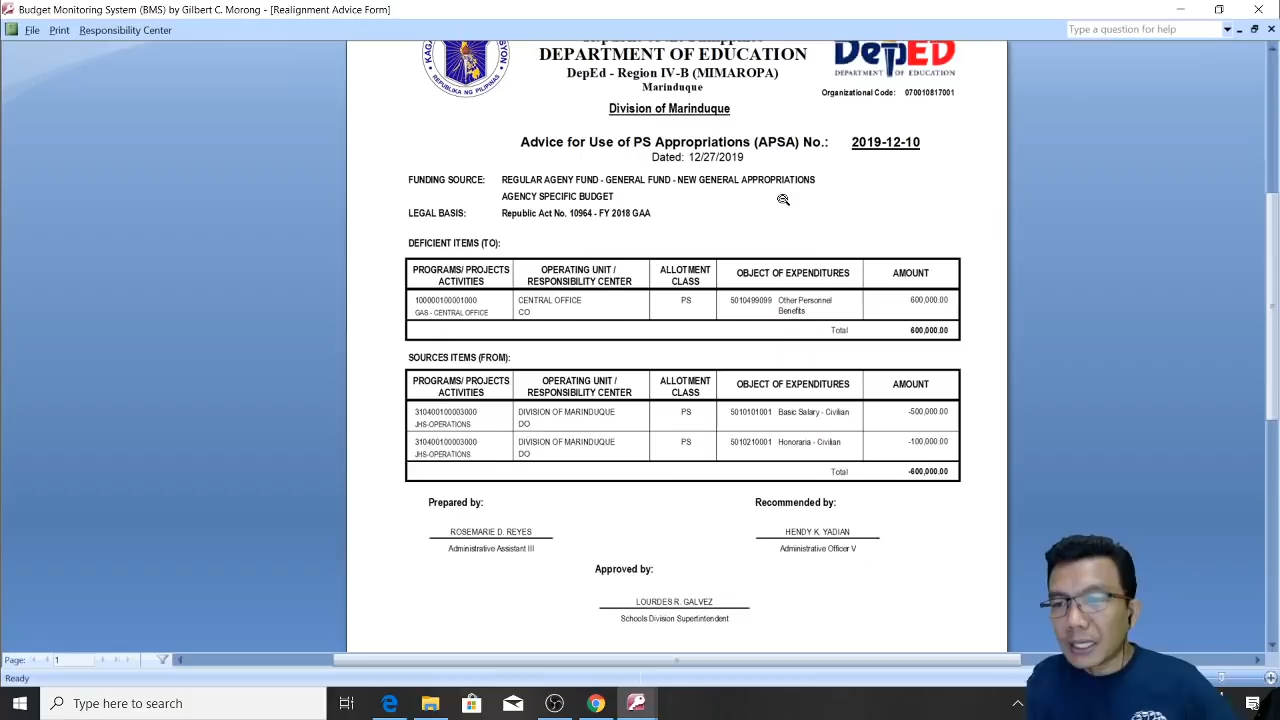 Budget Monitoring System (BMS) by Gilbert C. Moring - [Realignment Advice Form]
File Print Responsibility Center Type a question for help
REPUBLIKA NG PILIPINAS
DEPARTMENT OF EDUCATION
DepEd - Region IV-B (MIMAROPA)
Marinduque
DepED
DEPARTMENT OF EDUCATION
Organizational Code: 070010817001
Division of Marinduque
Advice for Use of PS Appropriations (APSA) No.: 2019-12-10
Dated: 12/27/2019
FUNDING SOURCE: REGULAR AGENY FUND - GENERAL FUND - NEW GENERAL APPROPRIATIONS
AGENCY SPECIFIC BUDGET
LEGAL BASIS: Republic Act No. 10964 - FY 2018 GAA
DEFICIENT ITEMS (TO):
PROGRAMS/ PROJECTS ACTIVITIES OPERATING UNIT / RESPONSIBILITY CENTER ALLOTMENT CLASS OBJECT OF EXPENDITURES AMOUNT
100000100001000 CENTRAL OFFICE PS 5010499099 Other Personnel Benefits 600,000.00
GAS - CENTRAL OFFICE CO
Total 600,000.00
SOURCES ITEMS (FROM):
PROGRAMS/ PROJECTS ACTIVITIES OPERATING UNIT / RESPONSIBILITY CENTER ALLOTMENT CLASS OBJECT OF EXPENDITURES AMOUNT
310400100003000 DIVISION OF MARINDUQUE PS 5010101001 Basic Salary - Civilian -500,000.00
JHS-OPERATIONS DO
310400100003000 DIVISION OF MARINDUQUE PS 5010210001 Honoraria - Civilian -100,000.00
JHS-OPERATIONS DO
Total -600,000.00
Prepared by: Recommended by:
ROSEMARIE D. REYES HENDY K. YADIAN
Administrative Assistant III Administrative Officer V
Approved by:
LOURDES R. GALVEZ
Schools Division Supertintendent
Page: 1
Ready
Type here to search